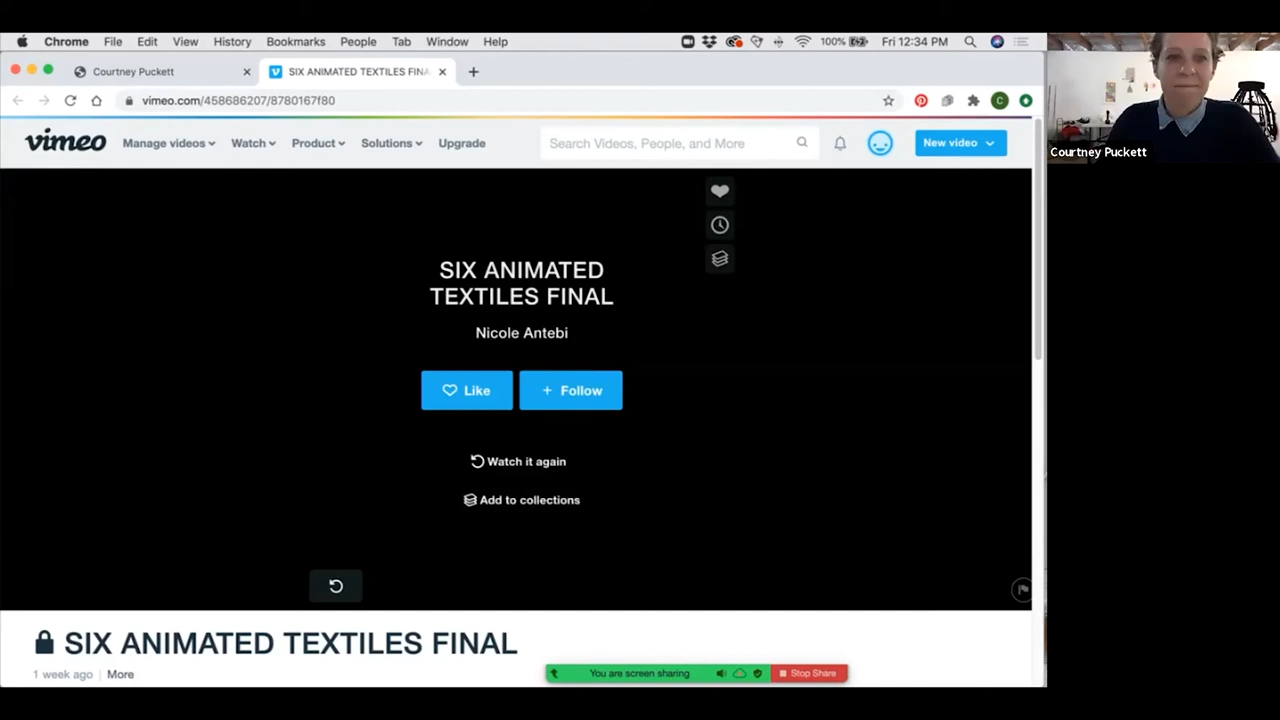 Chrome File Edit View History Bookmarks People Tab Window Help 100% Fri 12:34 PM
Courtney Puckett SIX ANIMATED TEXTILES FINA
vimeo.com/458686207/8780167f80 C
vimeo Manage videos Watch Product Solutions Upgrade Search Videos, People, and More New video
Courtney Puckett
SIX ANIMATED
TEXTILES FINAL
Nicole Antebi
Like + Follow
Watch it again
Add to collections
SIX ANIMATED TEXTILES FINAL
1 week ago | More
You are screen sharing Stop Share